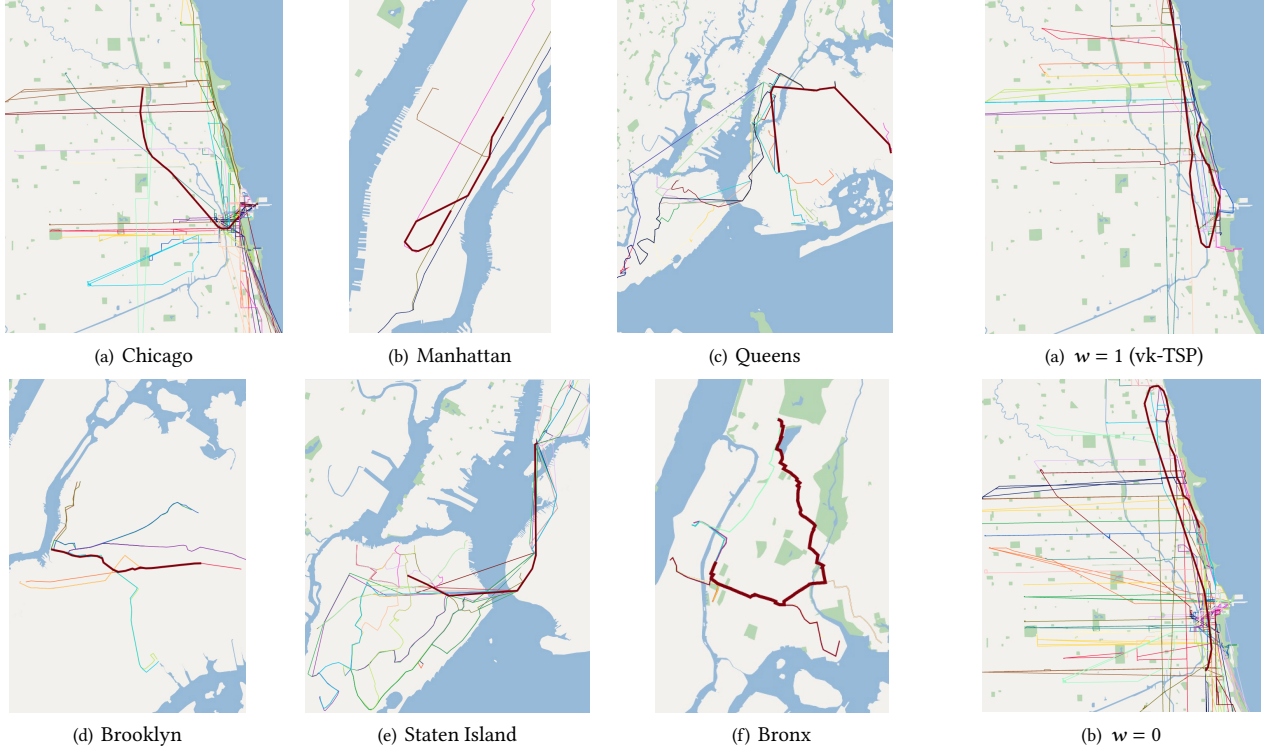 (a) Chicago
(b) Manhattan
(c) Queens
(a) w = 1 (vk-TSP)
(d) Brooklyn
(e) Staten Island
(f) Bronx
(b) w = 0